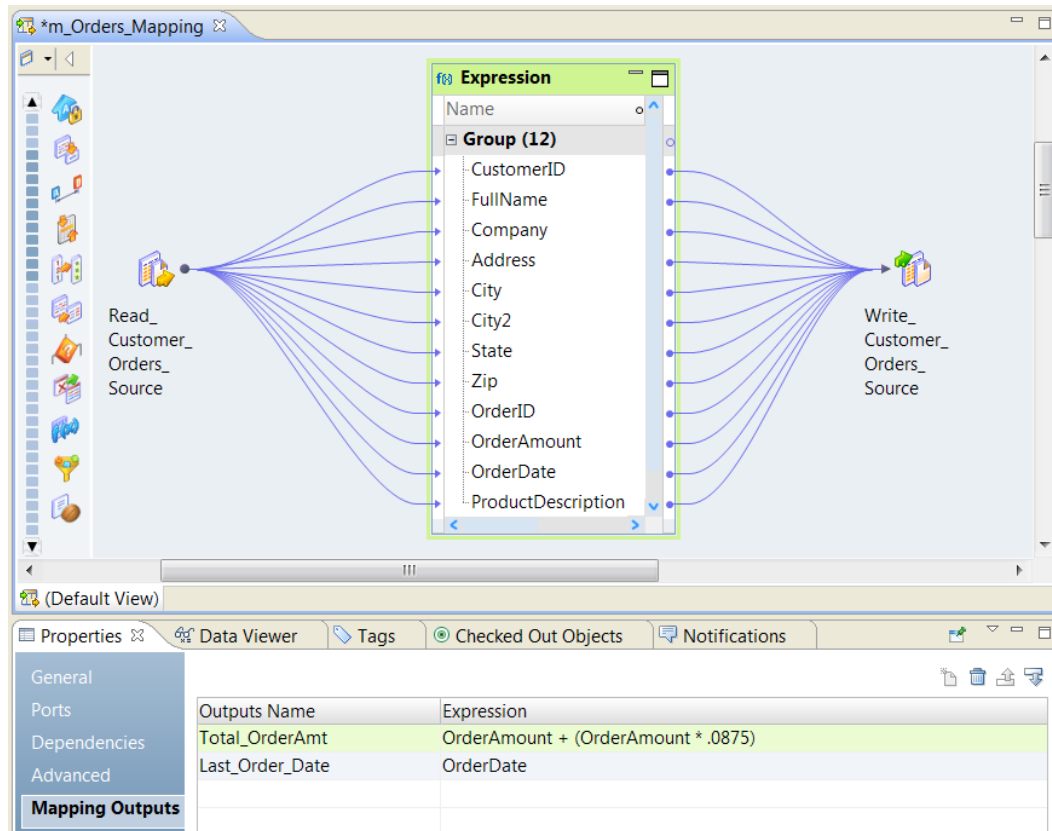 *m_Orders_Mapping
f(x) Expression
Name
Group (12)
CustomerID
FullName
Company
Address
City
City2
State
Zip
OrderID
OrderAmount
OrderDate
ProductDescription
Read_
Customer_
Orders_
Source
Write_
Customer_
Orders_
Source
f(x)
(Default View)
Properties Data Viewer Tags Checked Out Objects Notifications
General
Ports
Dependencies
Advanced
Mapping Outputs
Outputs Name Expression
Total_OrderAmt OrderAmount + (OrderAmount * .0875)
Last_Order_Date OrderDate